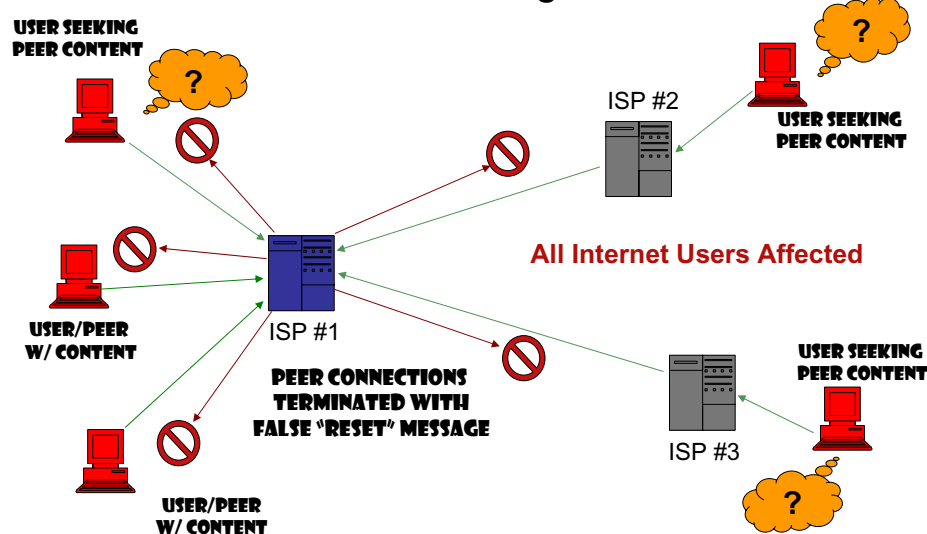 USER SEEKING
PEER CONTENT
?
ISP #2
?
USER SEEKING
PEER CONTENT
All Internet Users Affected
USER/PEER
W/ CONTENT
ISP #1
PEER CONNECTIONS
TERMINATED WITH
FALSE "RESET" MESSAGE
USER SEEKING
PEER CONTENT
ISP #3
?
USER/PEER
W/ CONTENT